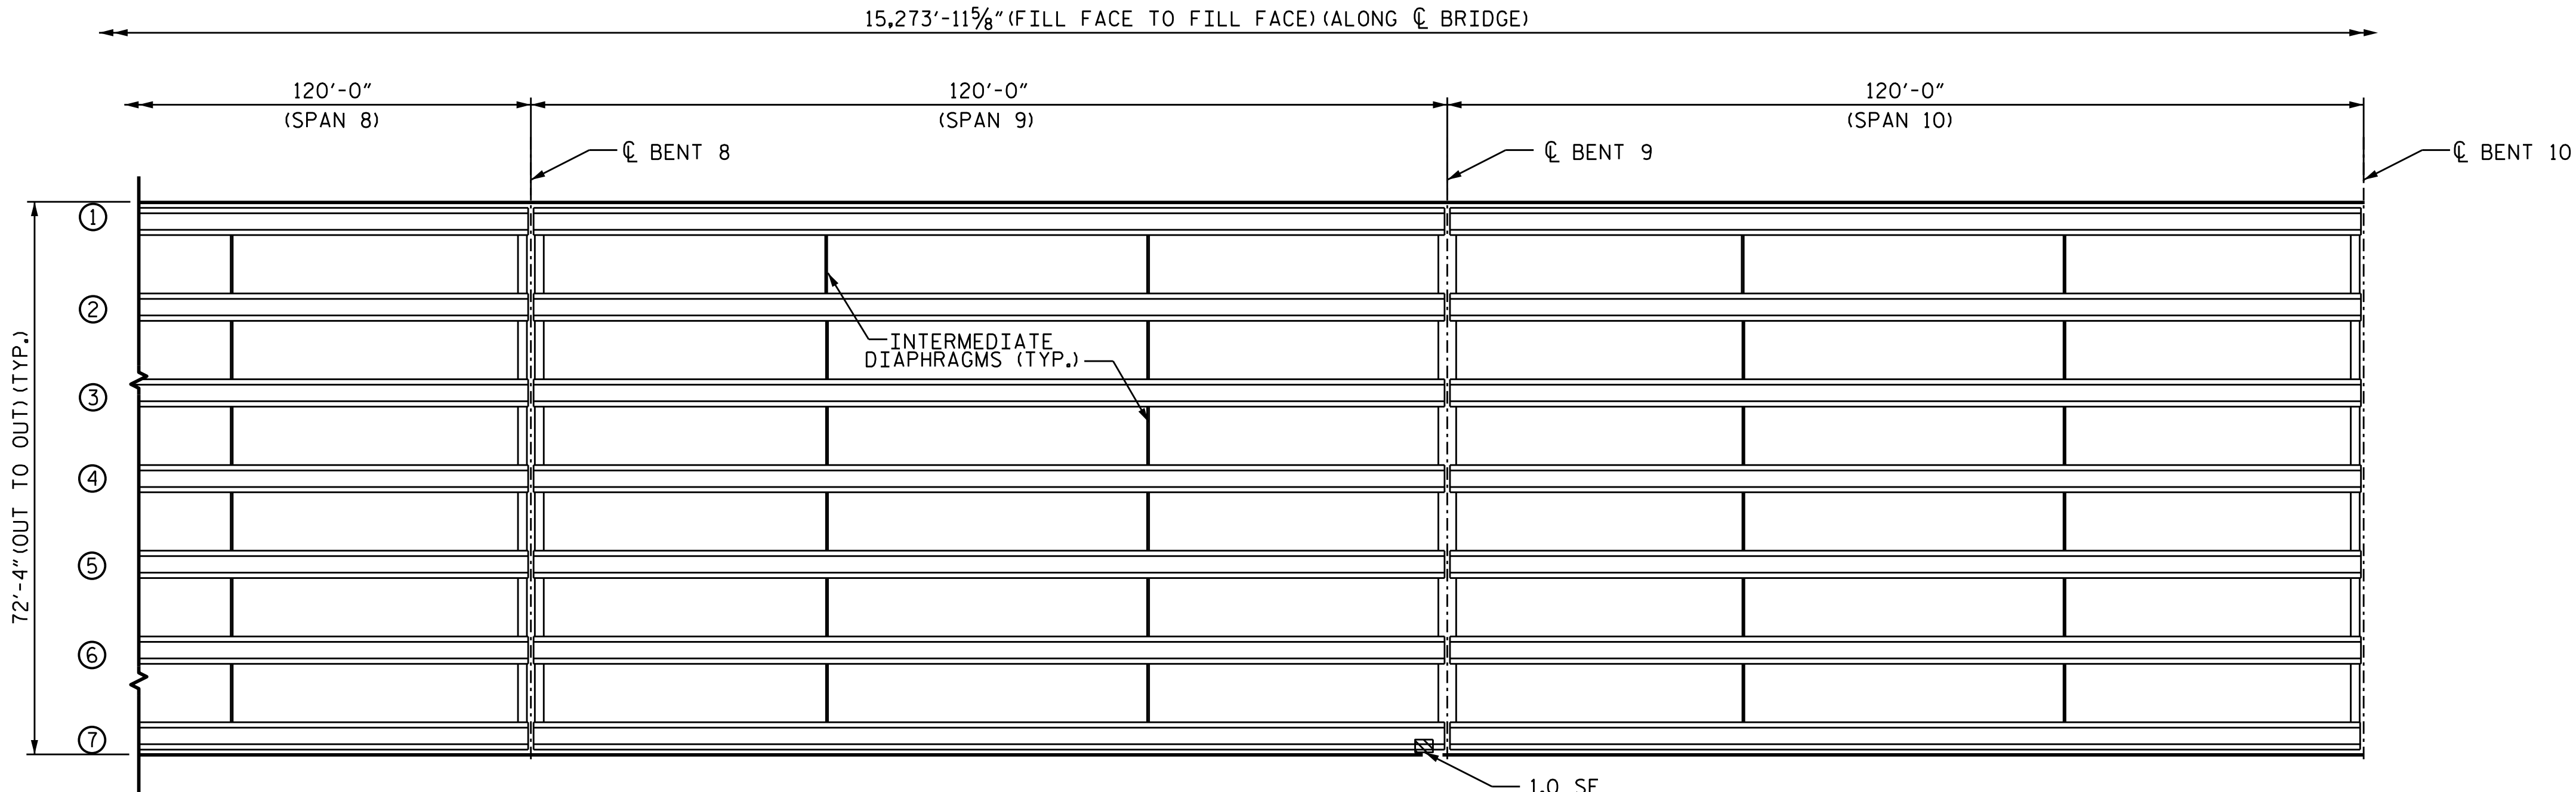 15,273'-11⅝" (FILL FACE TO FILL FACE) (ALONG ℄ BRIDGE)
120'-0" 120'-0" 120'-0"
(SPAN 8) (SPAN 9) (SPAN 10)
℄ BENT 8 ℄ BENT 9 ℄ BENT 10
72'-4" (OUT TO OUT) (TYP.)
1
2
INTERMEDIATE
DIAPHRAGMS (TYP.)
3
4
5
6
7
1.0 SF